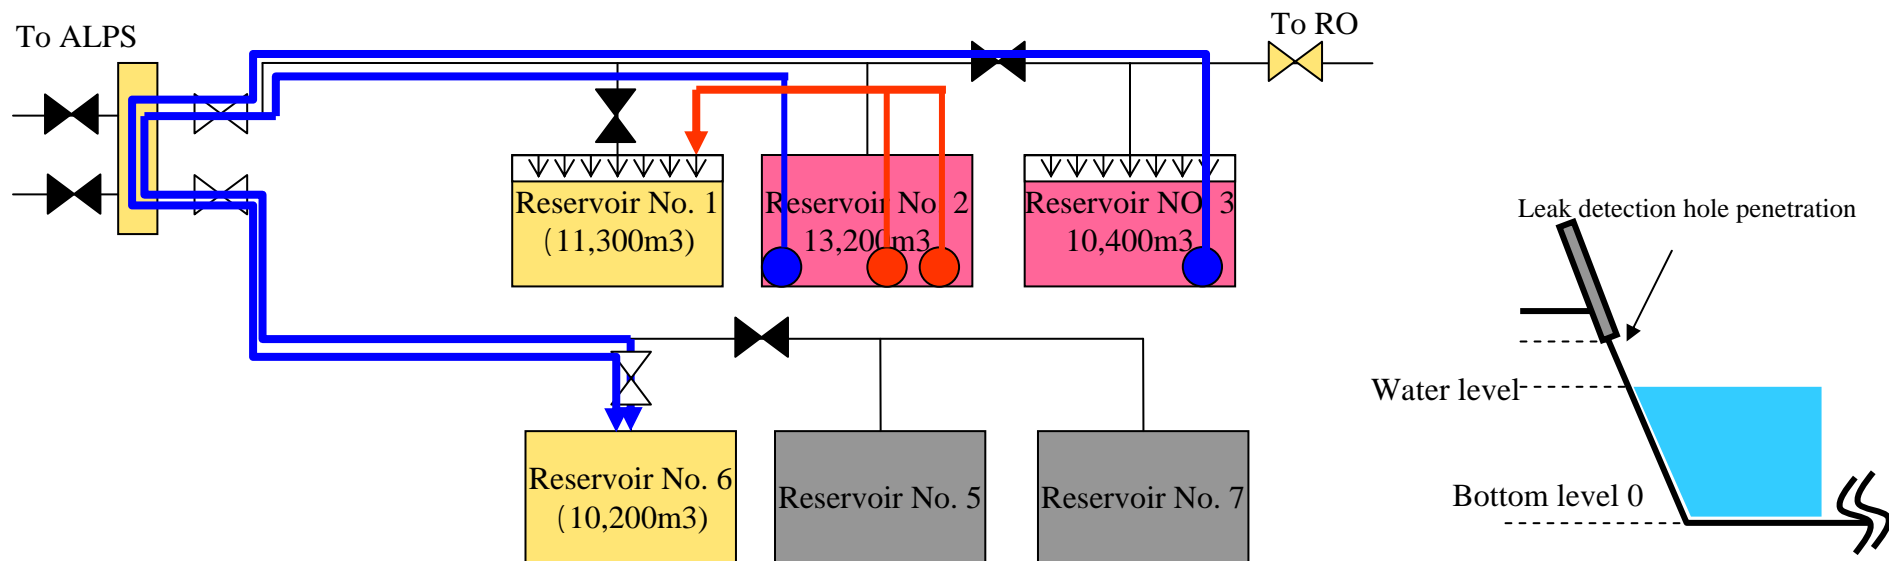 To ALPS
To RO
Reservoir No. 1
(11,300m3)
Reservoir No. 2
13,200m3
Reservoir NO. 3
10,400m3
Leak detection hole penetration
Water level
Bottom level 0
Reservoir No. 6
(10,200m3)
Reservoir No. 5
Reservoir No. 7